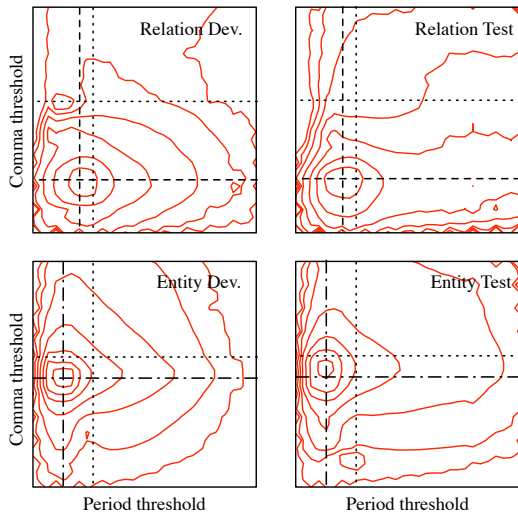 Relation Dev.
Relation Test
Comma threshold
Entity Dev.
Entity Test
Comma threshold
Period threshold
Period threshold